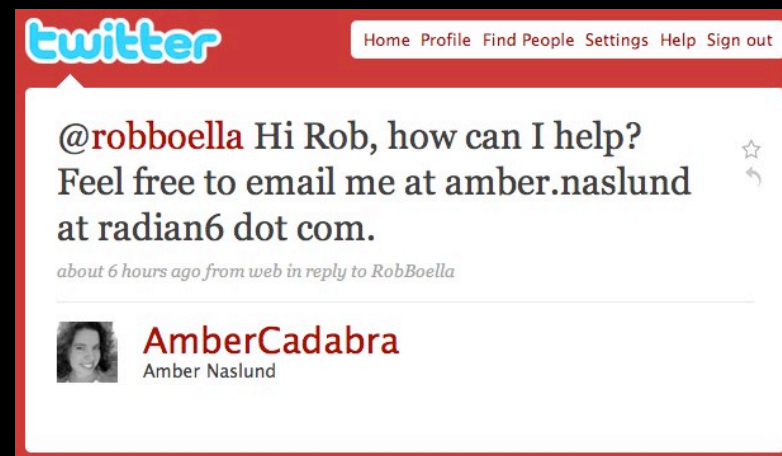 twitter
Home Profile Find People Settings Help Sign out
@robboella Hi Rob, how can I help?
Feel free to email me at amber.naslund
at radian6 dot com.
about 6 hours ago from web in reply to RobBoella
AmberCadabra
Amber Naslund